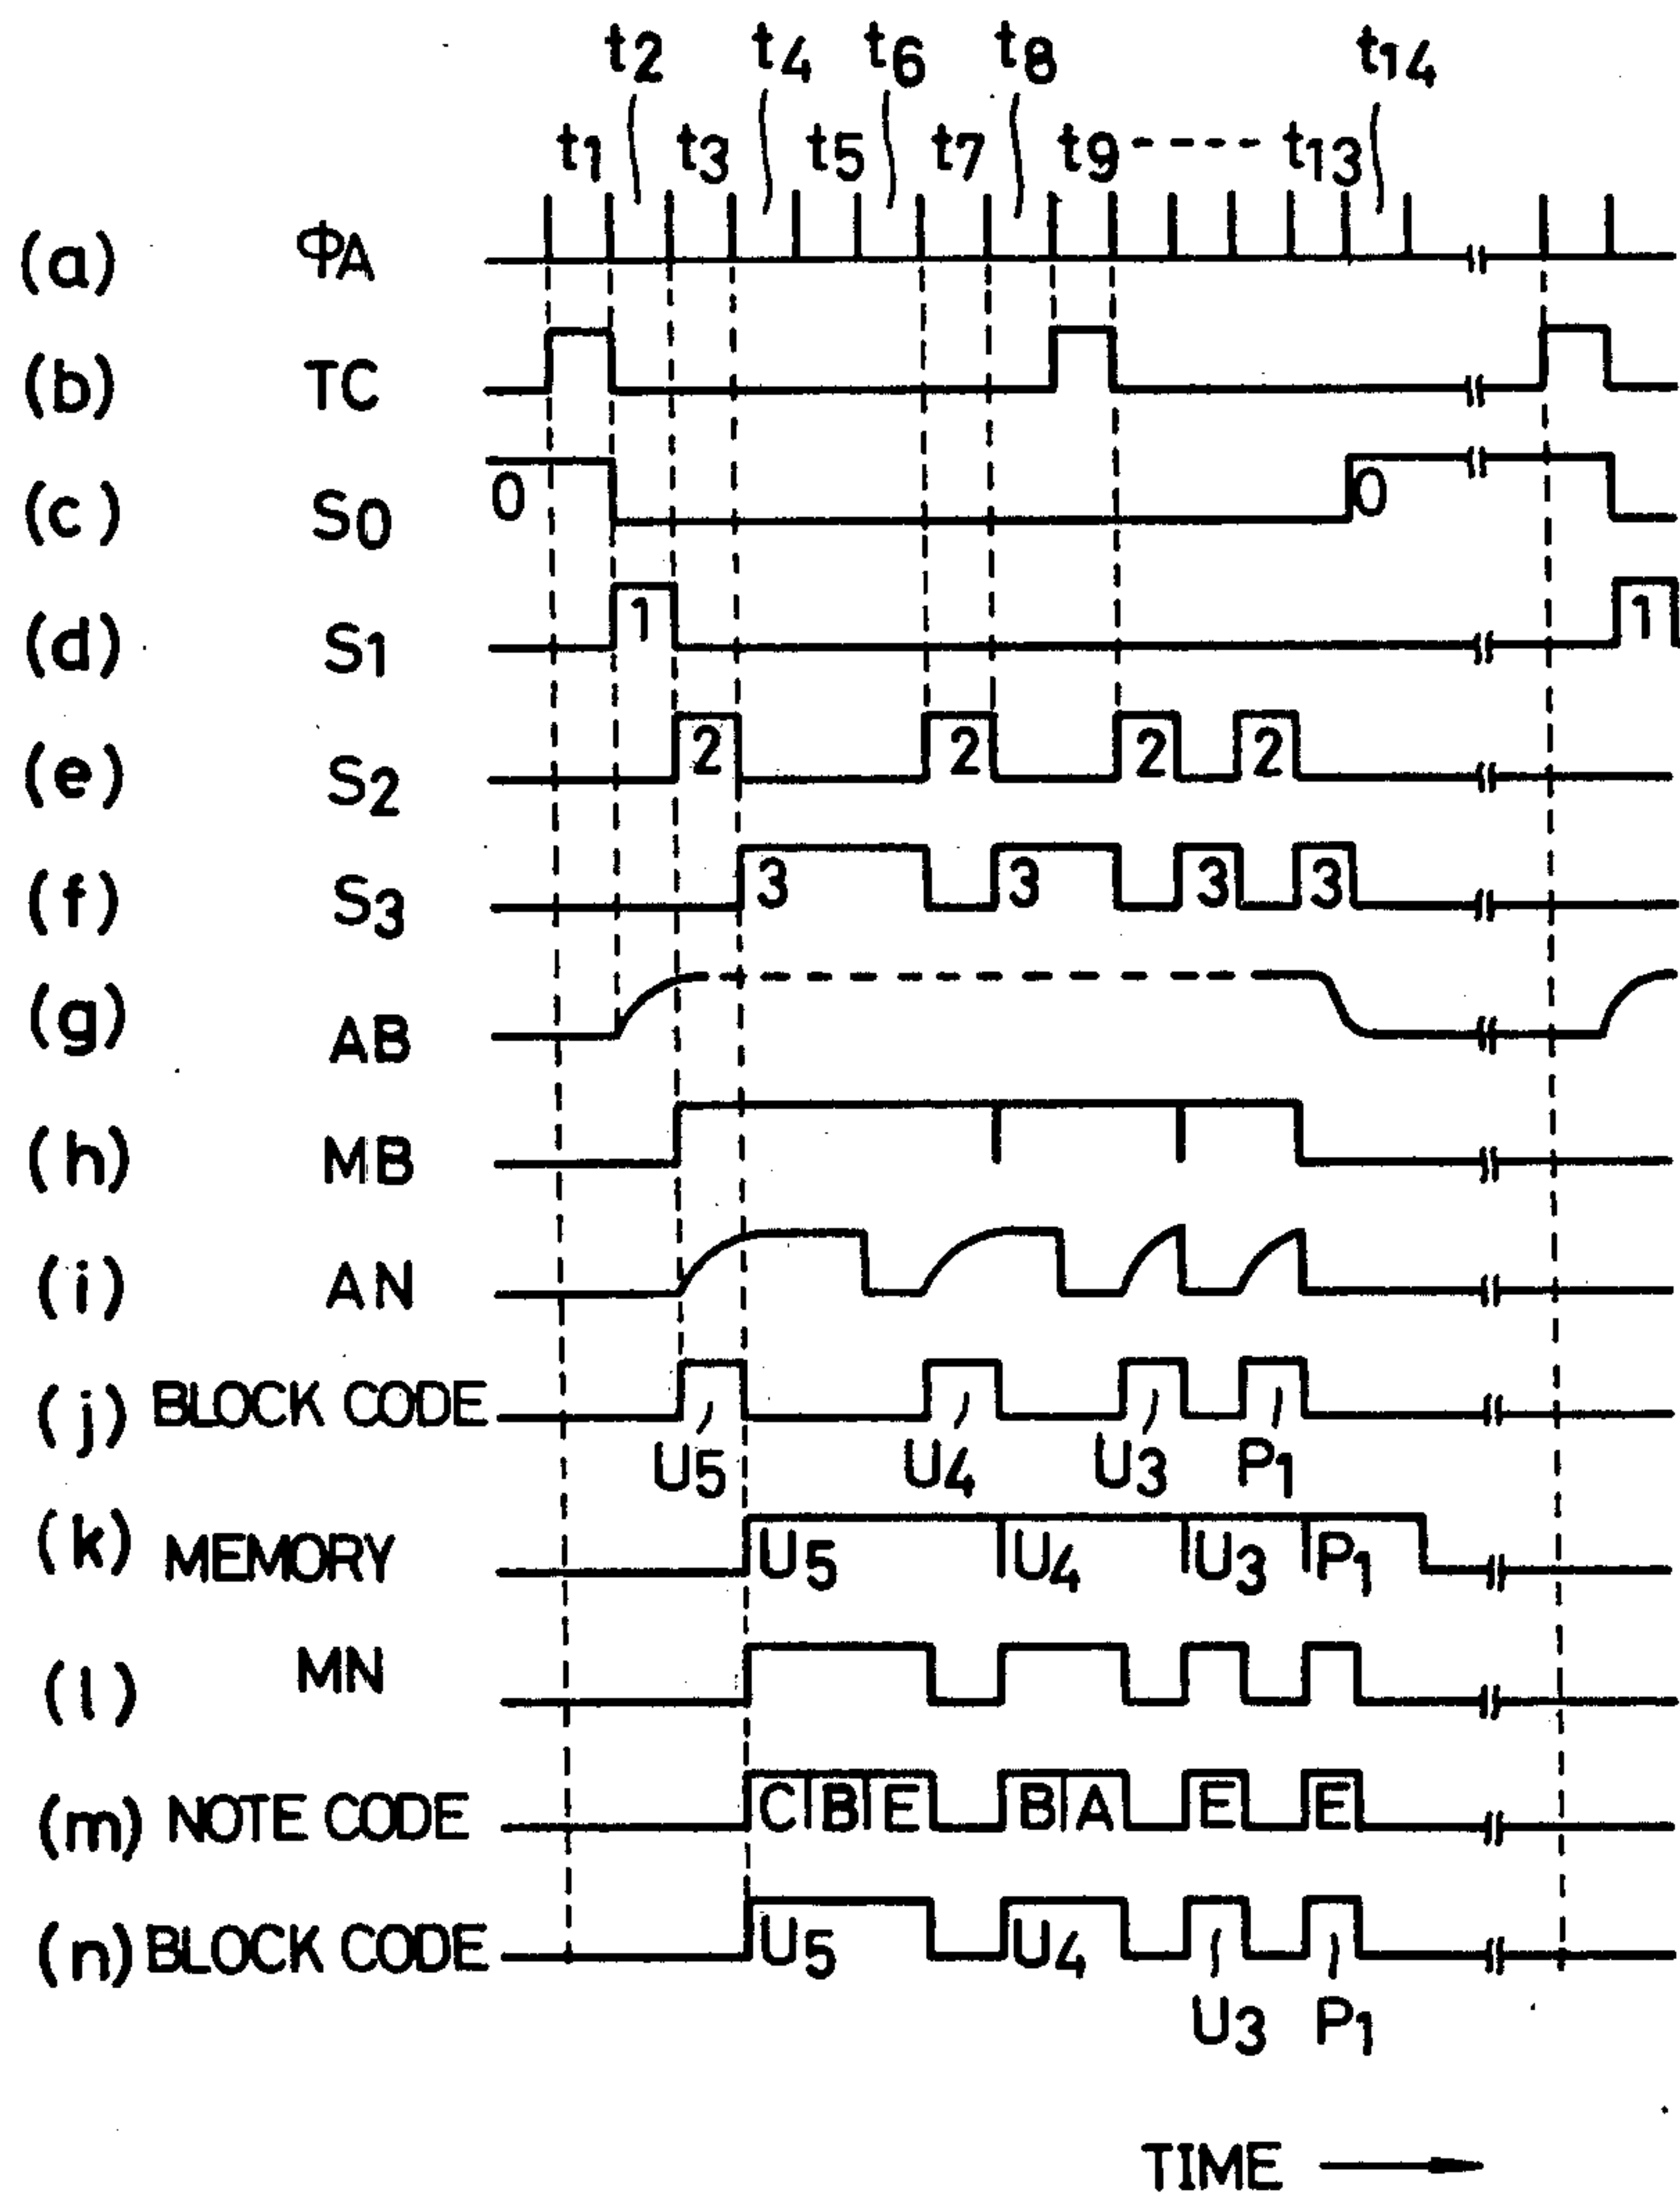 t2 t4 t6 t8 t14
t1 t3 t5 t7 t9 ---- t13
(a) ΦA
(b) TC
(c) S0 0 0
(d) S1 1 1
(e) S2 2 2 2 2
(f) S3 3 3 3 3
(g) AB
(h) MB
(i) AN
(j) BLOCK CODE
U5 U4 U3 P1
(k) MEMORY U5 U4 U3 P1
(l) MN
(m) NOTE CODE C B E B A E E
(n) BLOCK CODE U5 U4
U3 P1
TIME